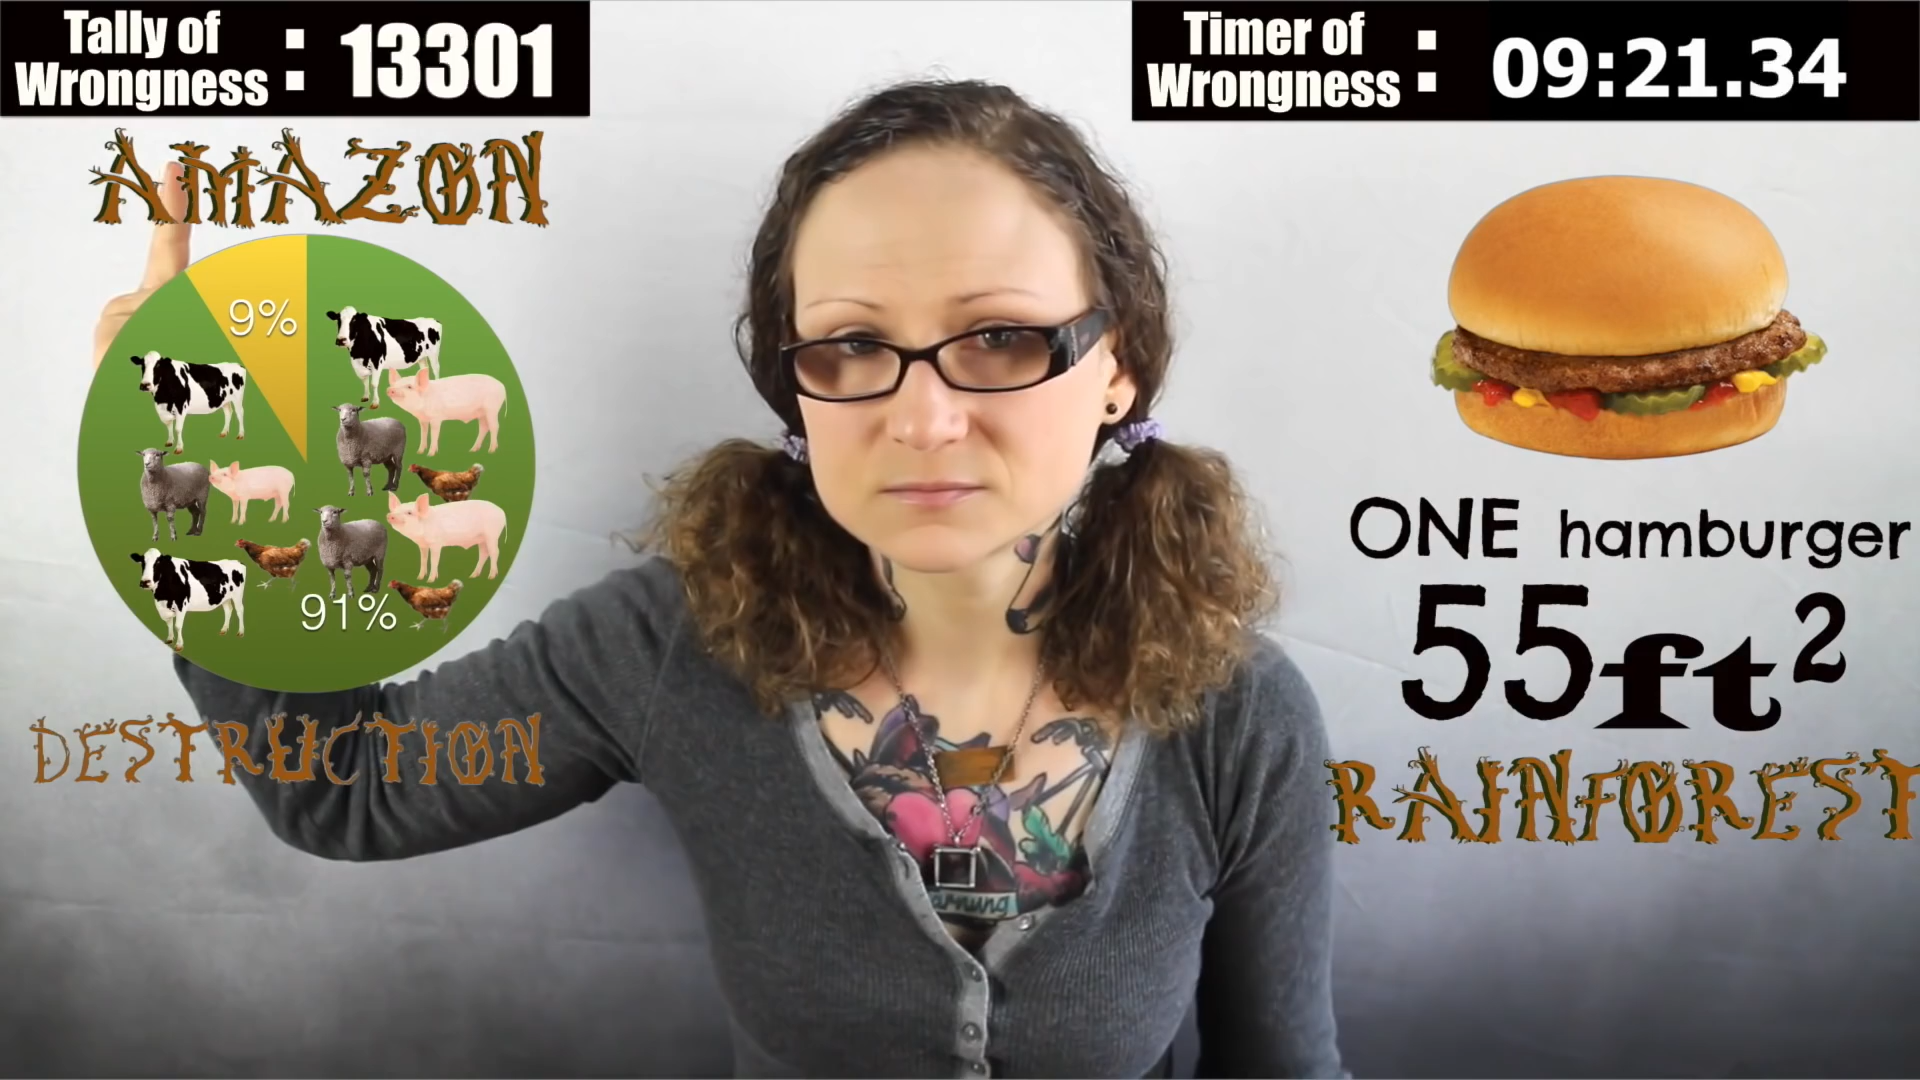 Tally of
Wrongness : 13301
Timer of
Wrongness : 09:21.34
AMAZON
9%
91%
DESTRUCTION
ONE hamburger
55ft²
RAINFOREST